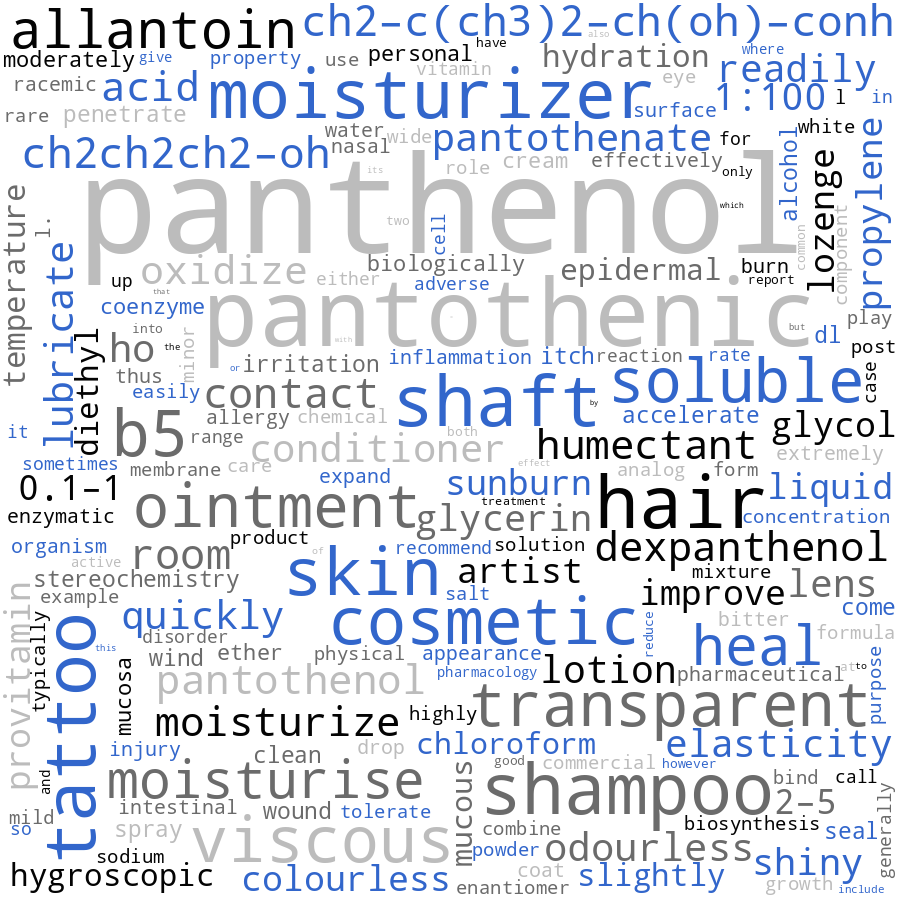 allantoin
ch2-c(ch3)2-ch(oh)-conh
also
moderately
give
property
use
personal
have
vitamin
hydration
where
readily
racemic
acid
moisturizer
eye
1:100
l
in
rare
penetrate
surface
water
wide
pantothenate
for
white
ch2ch2ch2-oh
nasal
its
role
cream
effectively
only
alcohol
lozenge
propylene
panthenol
which
two
cell
common
component
temperature
l.
lubricate
up
oxidize
either
biologically
adverse
epidermal
burn
report
that
coenzyme
pantothenic
play
into
the
minor
with
but
dl
post
ho
thus
or
irritation
inflammation
itch
reaction
rate
case
diethyl
easily
contact
shaft
by
soluble
it
b5
allergy
chemical
accelerate
glycol
range
conditioner
both
humectant
extremely
sometimes
membrane
care
effect
analog
form
0.1-1
expand
sunburn
hair
liquid
enzymatic
ointment
treatment
glycerin
concentration
organism
active
room
product
of
recommend
solution
dexpanthenol
stereochemistry
skin
artist
mixture
lens
example
salt
improve
come
provitamin
typically
tattoo
quickly
cosmetic
reduce
bitter
formula
disorder
this
wind
ether
physical
appearance
heal
mucosa
pantothenol
pharmacology
lotion
pharmaceutical
at
to
purpose
moisturize
highly
transparent
injury
clean
drop
chloroform
elasticity
and
moisturise
mucous
good
commercial
however
shampoo
bind
call
2-5
generally
mild
so
intestinal
wound
tolerate
spray
viscous
combine
biosynthesis
seal
sodium
powder
odourless
hygroscopic
colourless
enantiomer
coat
slightly
shiny
growth
include